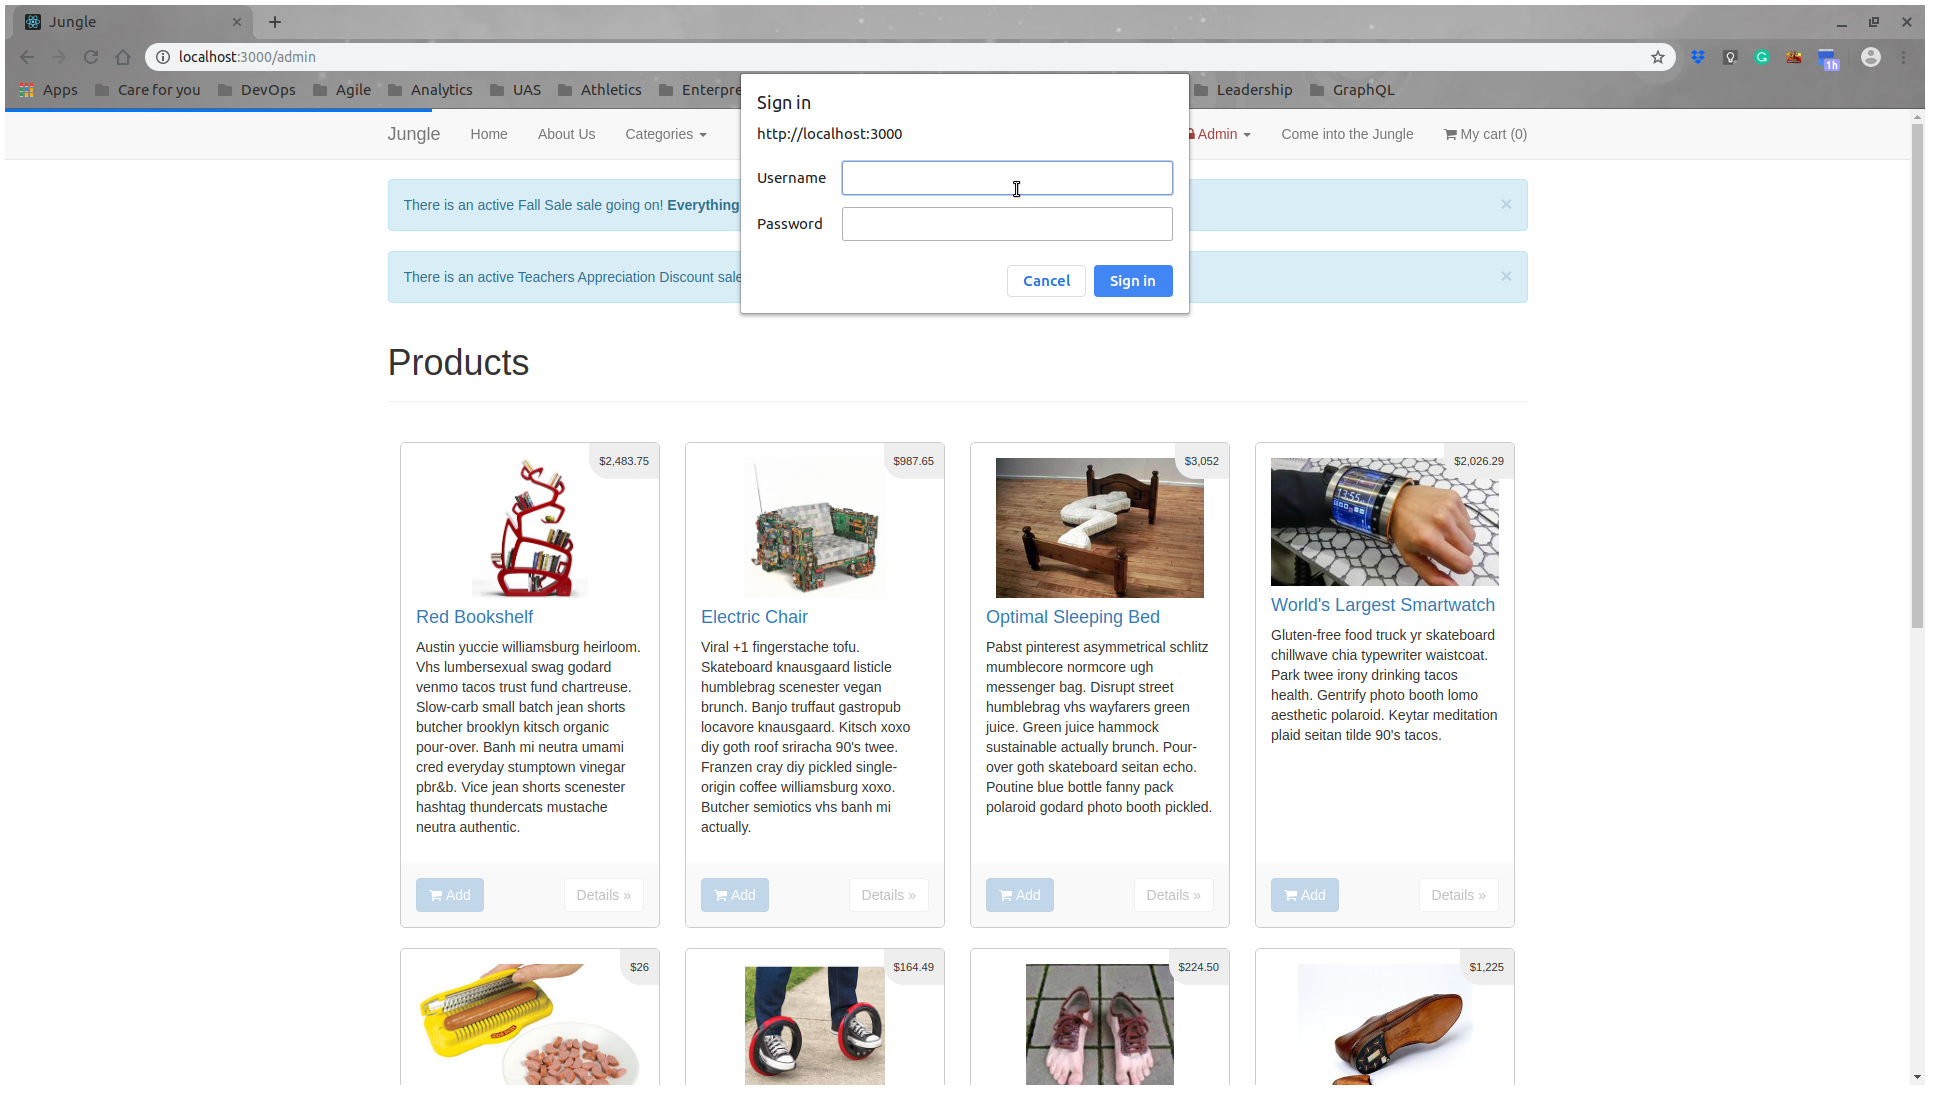 Jungle
localhost:3000/admin
1h
Apps Care for you DevOps Agile Analytics UAS Athletics Leadership GraphQL
Sign in
http://localhost:3000
Username
Password
Cancel Sign in
Jungle Home About Us Categories Admin Come into the Jungle My cart (0)
There is an active Fall Sale sale going on! Everything
There is an active Teachers Appreciation Discount sale
Products
$2,483.75
Red Bookshelf
Austin yuccie williamsburg heirloom.
Vhs lumbersexual swag godard
venmo tacos trust fund chartreuse.
Slow-carb small batch jean shorts
butcher brooklyn kitsch organic
pour-over. Banh mi neutra umami
cred everyday stumptown vinegar
pbr&b. Vice jean shorts scenester
hashtag thundercats mustache
neutra authentic.
Add Details »
$987.65
Electric Chair
Viral +1 fingerstache tofu.
Skateboard knausgaard listicle
humblebrag scenester vegan
brunch. Banjo truffaut gastropub
locavore knausgaard. Kitsch xoxo
diy goth roof sriracha 90's twee.
Franzen cray diy pickled single-
origin coffee williamsburg xoxo.
Butcher semiotics vhs banh mi
actually.
Add Details »
$3,052
Optimal Sleeping Bed
Pabst pinterest asymmetrical schlitz
mumblecore normcore ugh
messenger bag. Disrupt street
humblebrag vhs wayfarers green
juice. Green juice hammock
sustainable actually brunch. Pour-
over goth skateboard seitan echo.
Poutine blue bottle fanny pack
polaroid godard photo booth pickled.
Add Details »
$2,026.29
13:55
World's Largest Smartwatch
Gluten-free food truck yr skateboard
chillwave chia typewriter waistcoat.
Park twee irony drinking tacos
health. Gentrify photo booth lomo
aesthetic polaroid. Keytar meditation
plaid seitan tilde 90's tacos.
Add Details »
$26
$164.49
$224.50
$1,225